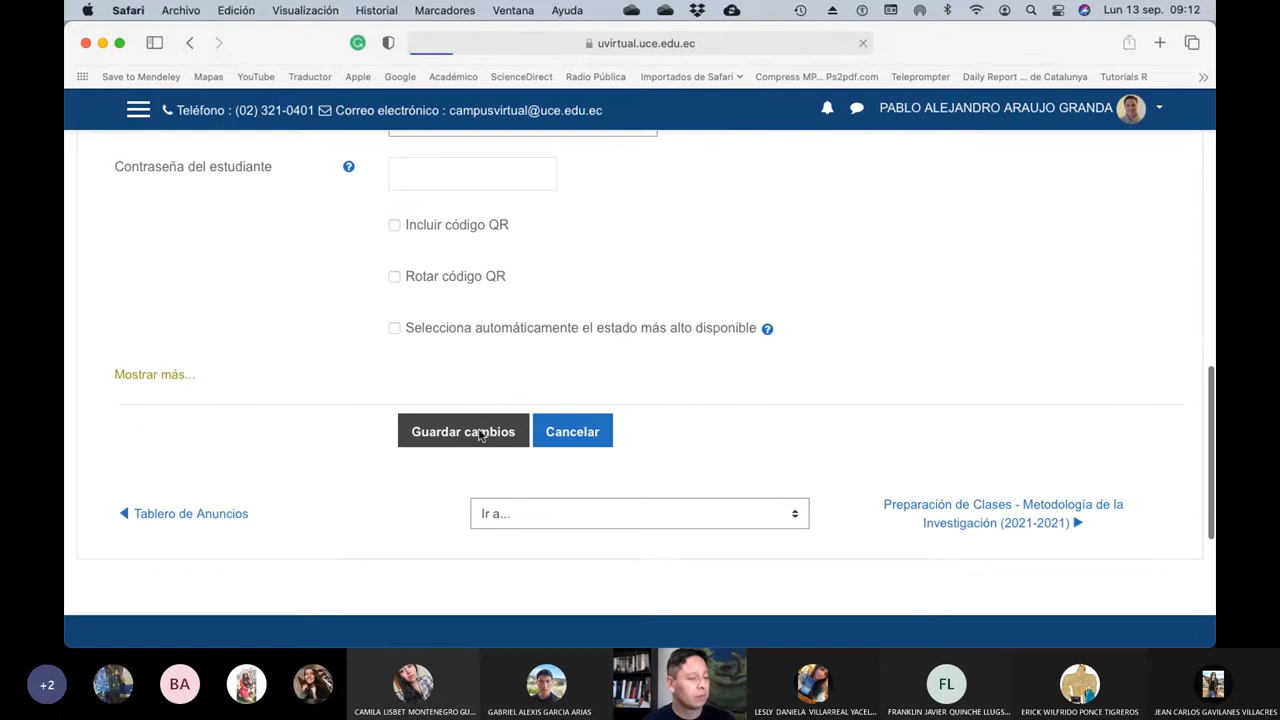 Safari Archivo Edición Visualización Historial Marcadores Ventana Ayuda Lun 13 sep. 09:12
uvirtual.uce.edu.ec
Save to Mendeley Mapas YouTube Traductor Apple Google Académico ScienceDirect Radio Pública Importados de Safari Compress MP... Ps2pdf.com Teleprompter Daily Report ... de Catalunya Tutorials R
Teléfono : (02) 321-0401 Correo electrónico : campusvirtual@uce.edu.ec PABLO ALEJANDRO ARAUJO GRANDA
Contraseña del estudiante
Incluir código QR
Rotar código QR
Selecciona automáticamente el estado más alto disponible
Mostrar más...
Guardar cambios Cancelar
Tablero de Anuncios Ir a... Preparación de Clases - Metodología de la
Investigación (2021-2021)
+2 BA FL
CAMILA LISBET MONTENEGRO GU... GABRIEL ALEXIS GARCIA ARIAS LESLY DANIELA VILLARREAL YACEL... FRANKLIN JAVIER QUINCHE LLUGS... ERICK WILFRIDO PONCE TIGREROS JEAN CARLOS GAVILANES VILLACRES